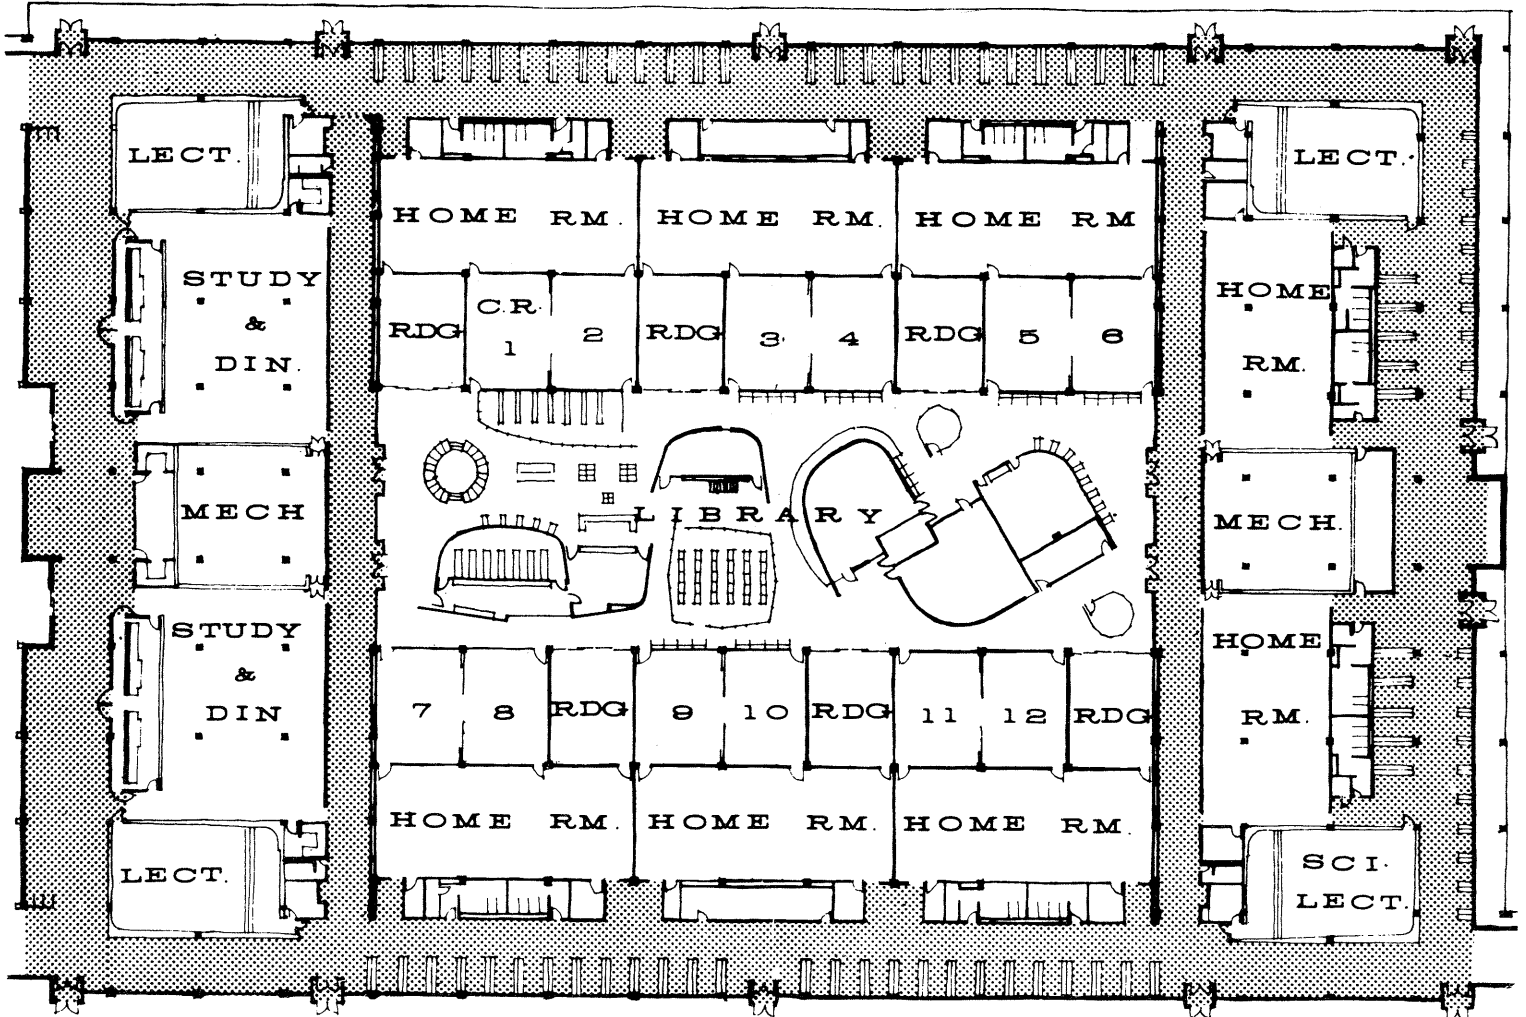 LECT.
LECT.
HOME RM.
HOME RM.
HOME RM
STUDY
&
DIN.
HOME
RM.
RDG
C.R.
1
2
RDG
3
4
RDG
5
6
MECH
LIBRARY
MECH.
STUDY
&
DIN
HOME
RM.
7
8
RDG
9
10
RDG
11
12
RDG
HOME RM.
HOME RM.
HOME RM.
LECT.
SCI.
LECT.